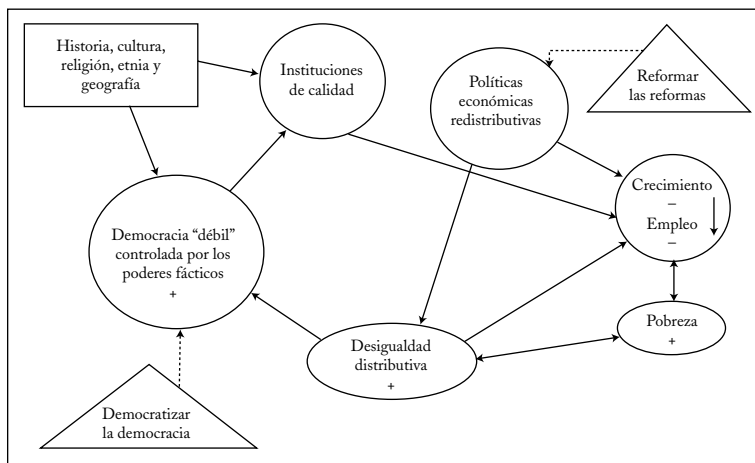 Historia, cultura,
religión, etnia y
geografía
Instituciones
de calidad
Políticas
económicas
redistributivas
Reformar
las reformas
Crecimiento
–
Empleo
–
Democracia “débil”
controlada por los
poderes fácticos
+
Desigualdad
distributiva
+
Pobreza
+
Democratizar
la democracia